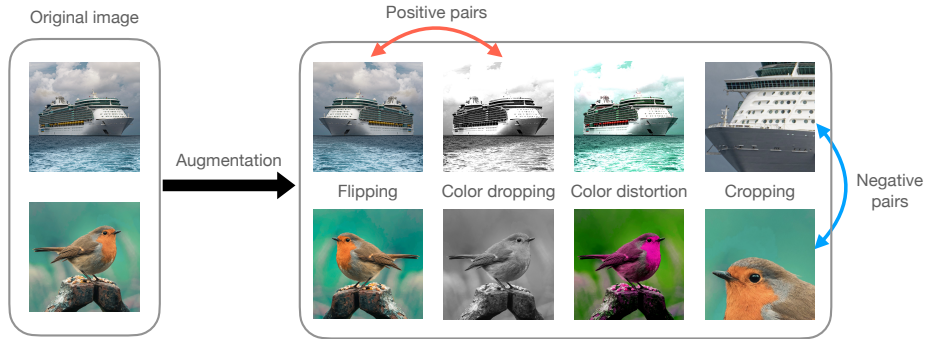 Original image
Positive pairs
Augmentation
Flipping
Color dropping
Color distortion
Cropping
Negative
pairs